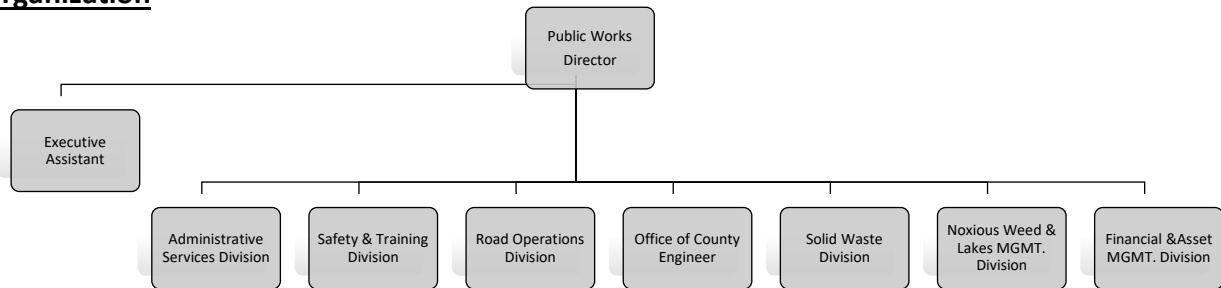 Public Works
Director
Executive
Assistant
Administrative
Services Division
Safety & Training
Division
Road Operations
Division
Office of County
Engineer
Solid Waste
Division
Noxious Weed &
Lakes MGMT.
Division
Financial &Asset
MGMT. Division